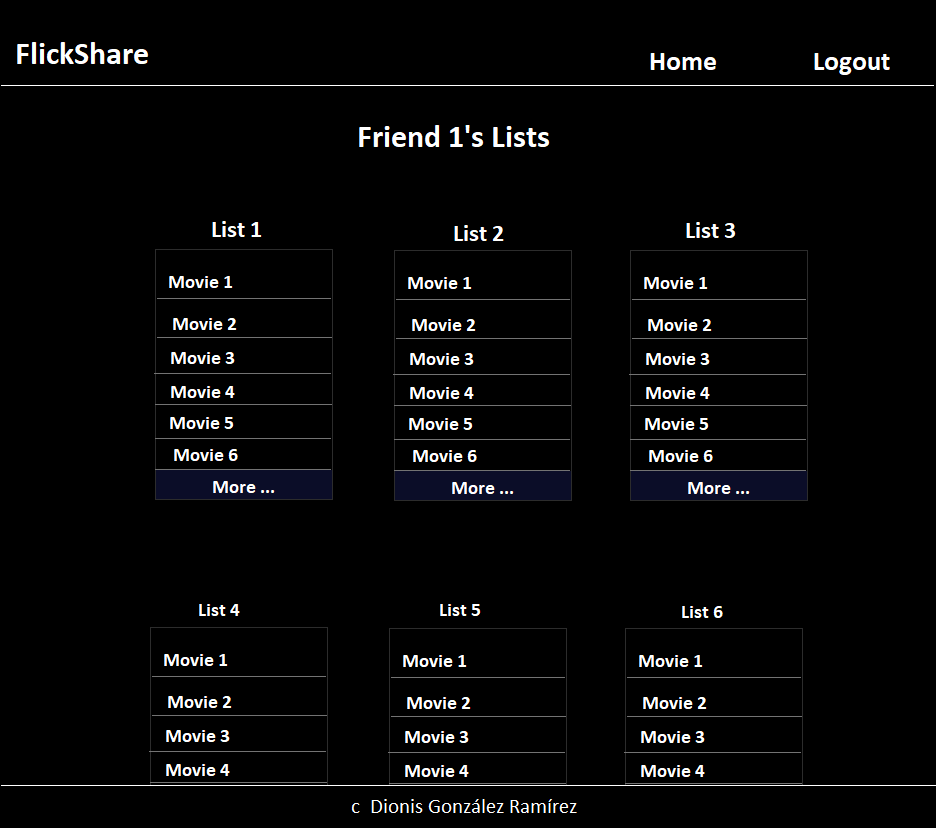 FlickShare
Home Logout
Friend 1's Lists
List 1 List 2 List 3
Movie 1 Movie 1 Movie 1
Movie 2 Movie 2 Movie 2
Movie 3 Movie 3 Movie 3
Movie 4 Movie 4 Movie 4
Movie 5 Movie 5 Movie 5
Movie 6 Movie 6 Movie 6
More ... More ... More ...
List 4 List 5 List 6
Movie 1 Movie 1 Movie 1
Movie 2 Movie 2 Movie 2
Movie 3 Movie 3 Movie 3
Movie 4 Movie 4 Movie 4
c Dionis González Ramírez